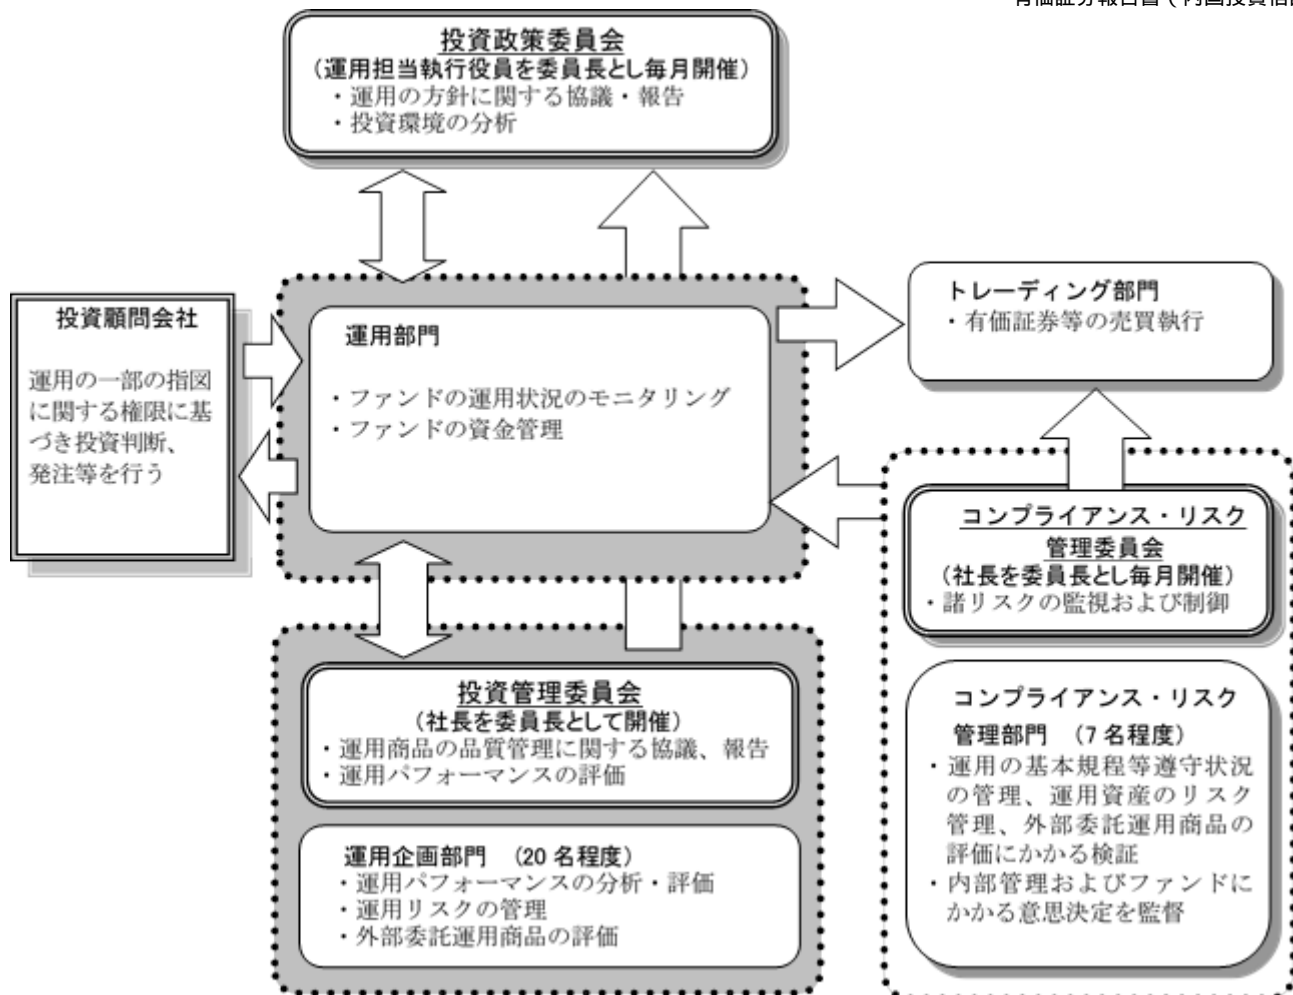 投資政策委員会
(運用担当執行役員を委員長とし毎月開催)
・運用の方針に関する協議・報告
・投資環境の分析
投資顧問会社
運用の一部の指図
に関する権限に基
づき投資判断、
発注等を行う
運用部門
・ファンドの運用状況のモニタリング
・ファンドの資金管理
トレーディング部門
・有価証券等の売買執行
コンプライアンス・リスク
管理委員会
(社長を委員長とし毎月開催)
・諸リスクの監視および制御
投資管理委員会
(社長を委員長として開催)
・運用商品の品質管理に関する協議、報告
・運用パフォーマンスの評価
運用企画部門 (20名程度)
・運用パフォーマンスの分析・評価
・運用リスクの管理
・外部委託運用商品の評価
コンプライアンス・リスク
管理部門 (7名程度)
・運用の基本規程等遵守状況
の管理、運用資産のリスク
管理、外部委託運用商品の
評価にかかる検証
・内部管理およびファンドに
かかる意思決定を監督